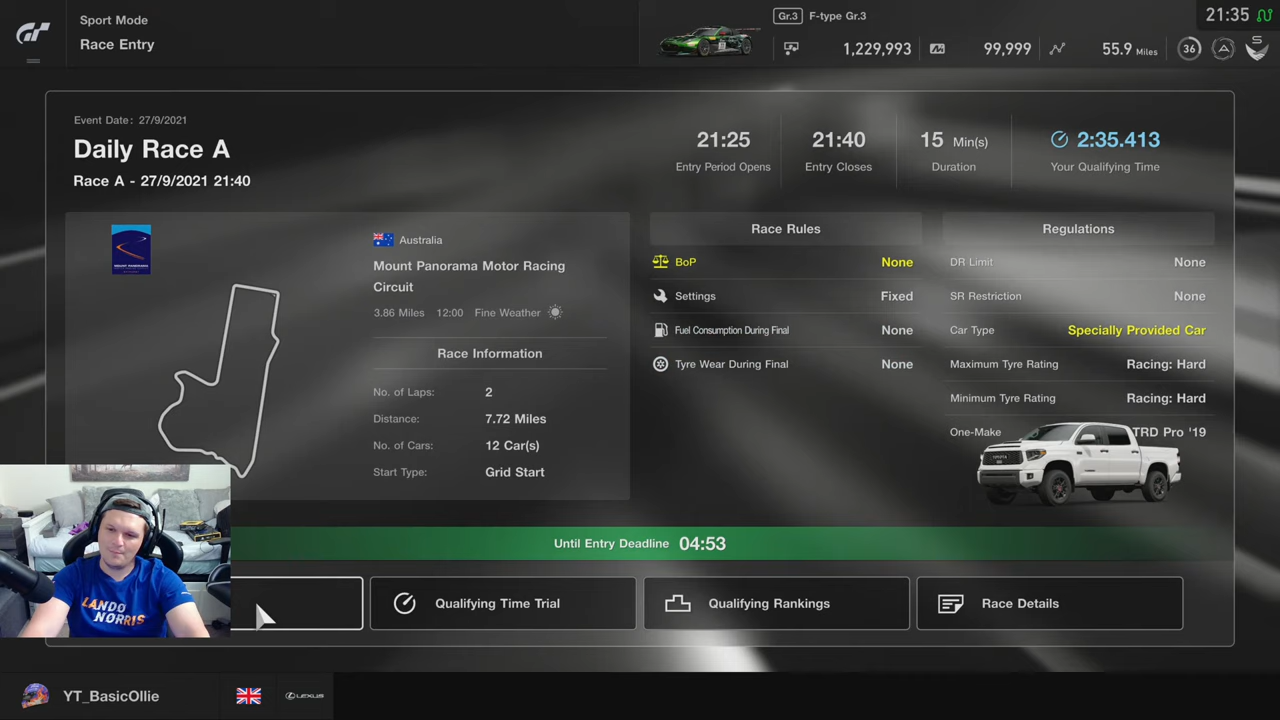 Sport Mode
Race Entry
Gr.3 F-type Gr.3
21:35
1,229,993
99,999
55.9 Miles
36
A
S
Event Date: 27/9/2021
Daily Race A
Race A - 27/9/2021 21:40
21:25
Entry Period Opens
21:40
Entry Closes
15 Min(s)
Duration
2:35.413
Your Qualifying Time
Australia
Mount Panorama Motor Racing
Circuit
3.86 Miles 12:00 Fine Weather
Race Information
No. of Laps: 2
Distance: 7.72 Miles
No. of Cars: 12 Car(s)
Start Type: Grid Start
Race Rules
BoP None
Settings Fixed
Fuel Consumption During Final None
Tyre Wear During Final None
Regulations
DR Limit None
SR Restriction None
Car Type Specially Provided Car
Maximum Tyre Rating Racing: Hard
Minimum Tyre Rating Racing: Hard
One-Make TRD Pro '19
Until Entry Deadline 04:53
Qualifying Time Trial
Qualifying Rankings
Race Details
LANDO
NORRIS
YT_BasicOllie
LEXUS